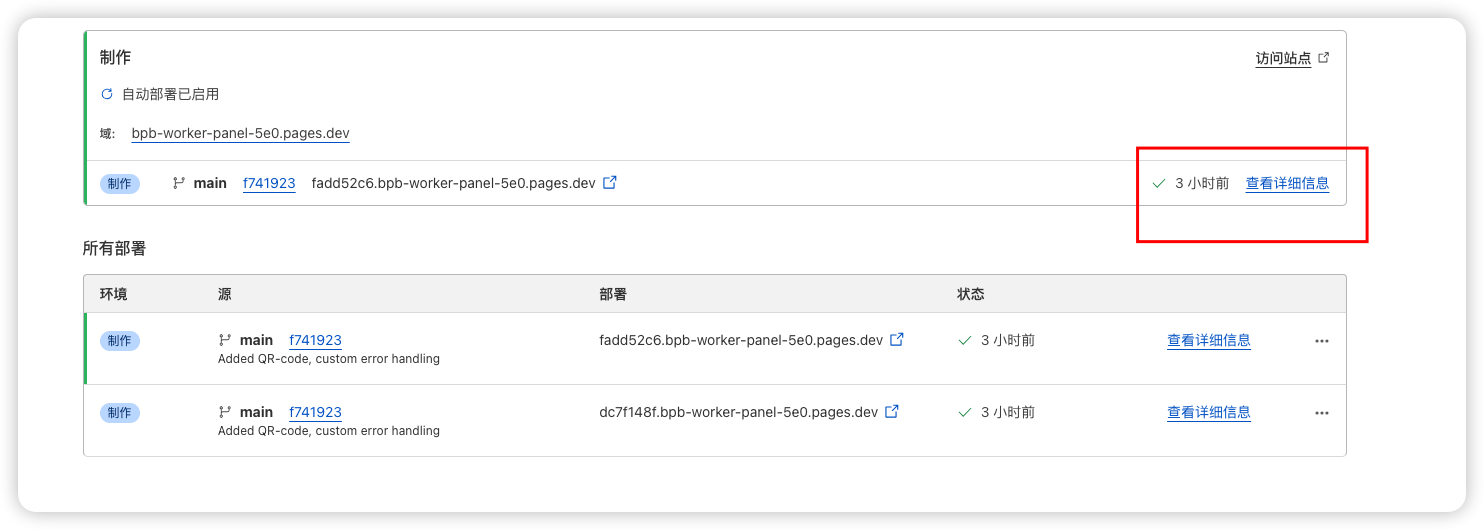 制作
访问站点
自动部署已启用
域: bpb-worker-panel-5e0.pages.dev
制作 main f741923 fadd52c6.bpb-worker-panel-5e0.pages.dev 3 小时前 查看详细信息
所有部署
环境 源 部署 状态
制作 main f741923 fadd52c6.bpb-worker-panel-5e0.pages.dev 3 小时前 查看详细信息
Added QR-code, custom error handling
制作 main f741923 dc7f148f.bpb-worker-panel-5e0.pages.dev 3 小时前 查看详细信息
Added QR-code, custom error handling